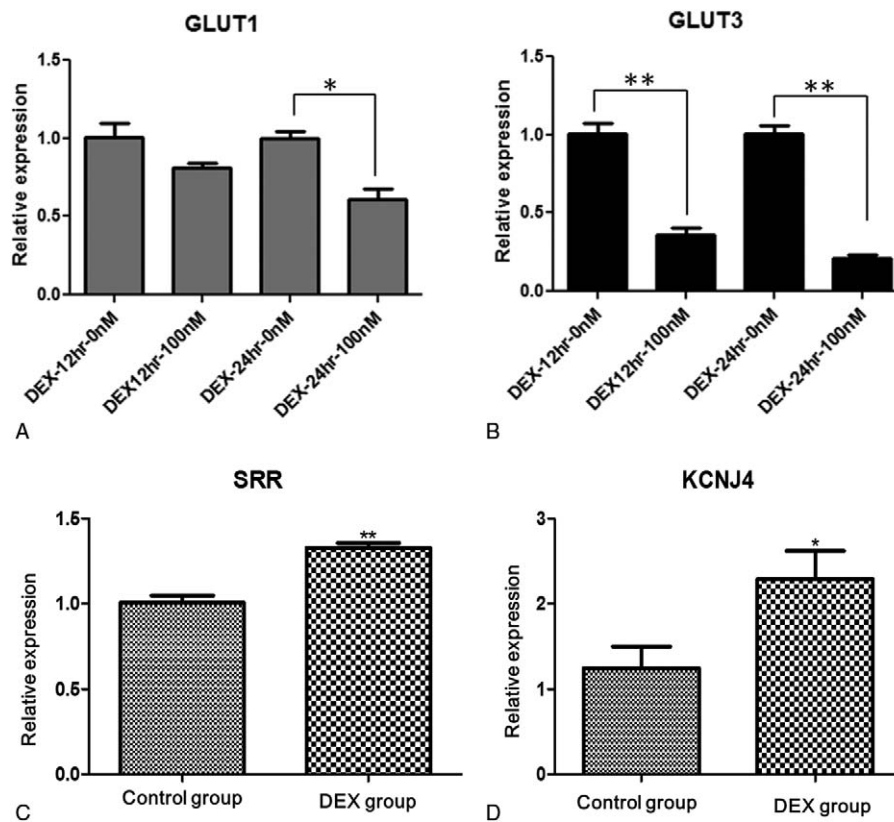 GLUT1
Relative expression
1.5
1.0
0.5
0.0
*
DEX-12hr-0nM
DEX12hr-100nM
DEX-24hr-0nM
DEX-24hr-100nM
A
GLUT3
Relative expression
1.5
1.0
0.5
0.0
**
**
DEX-12hr-0nM
DEX12hr-100nM
DEX-24hr-0nM
DEX-24hr-100nM
B
SRR
Relative expression
1.5
1.0
0.5
0.0
**
Control group
DEX group
C
KCNJ4
Relative expression
3
2
1
0
*
Control group
DEX group
D